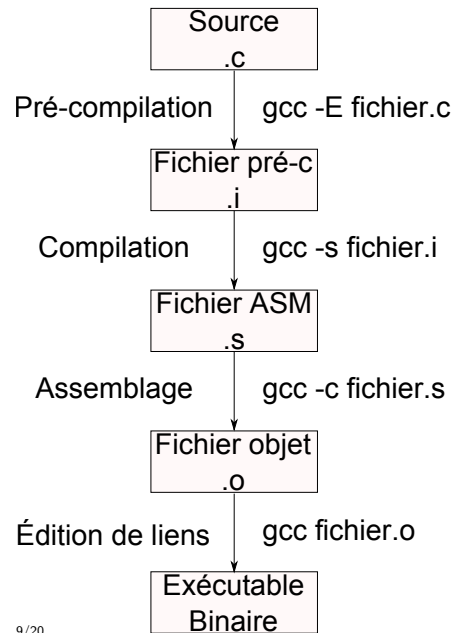 Source
.c
Pré-compilation gcc -E fichier.c
Fichier pré-c
.i
Compilation gcc -s fichier.i
Fichier ASM
.s
Assemblage gcc -c fichier.s
Fichier objet
.o
Édition de liens gcc fichier.o
Exécutable
Binaire
9/20